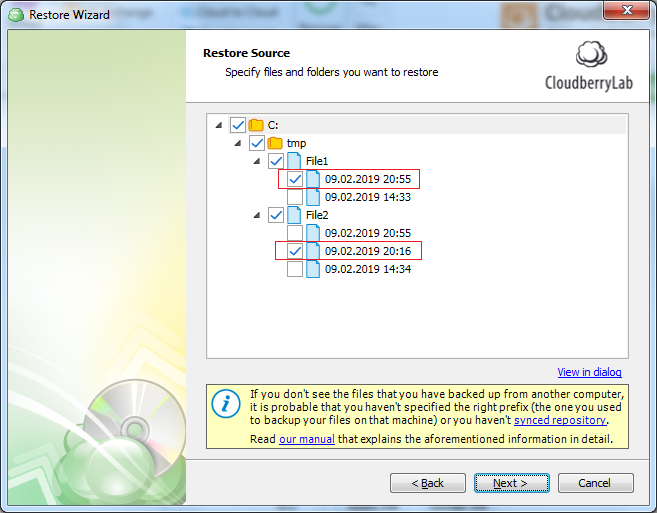 Restore Wizard
Restore Source
Specify files and folders you want to restore
CloudberryLab
C:
tmp
File1
09.02.2019 20:55
09.02.2019 14:33
File2
09.02.2019 20:55
09.02.2019 20:16
09.02.2019 14:34
View in dialog
If you don't see the files that you have backed up from another computer,
it is probable that you haven't specified the right prefix (the one you used
to backup your files on that machine) or you haven't synced repository.
Read our manual that explains the aforementioned information in detail.
< Back
Next >
Cancel